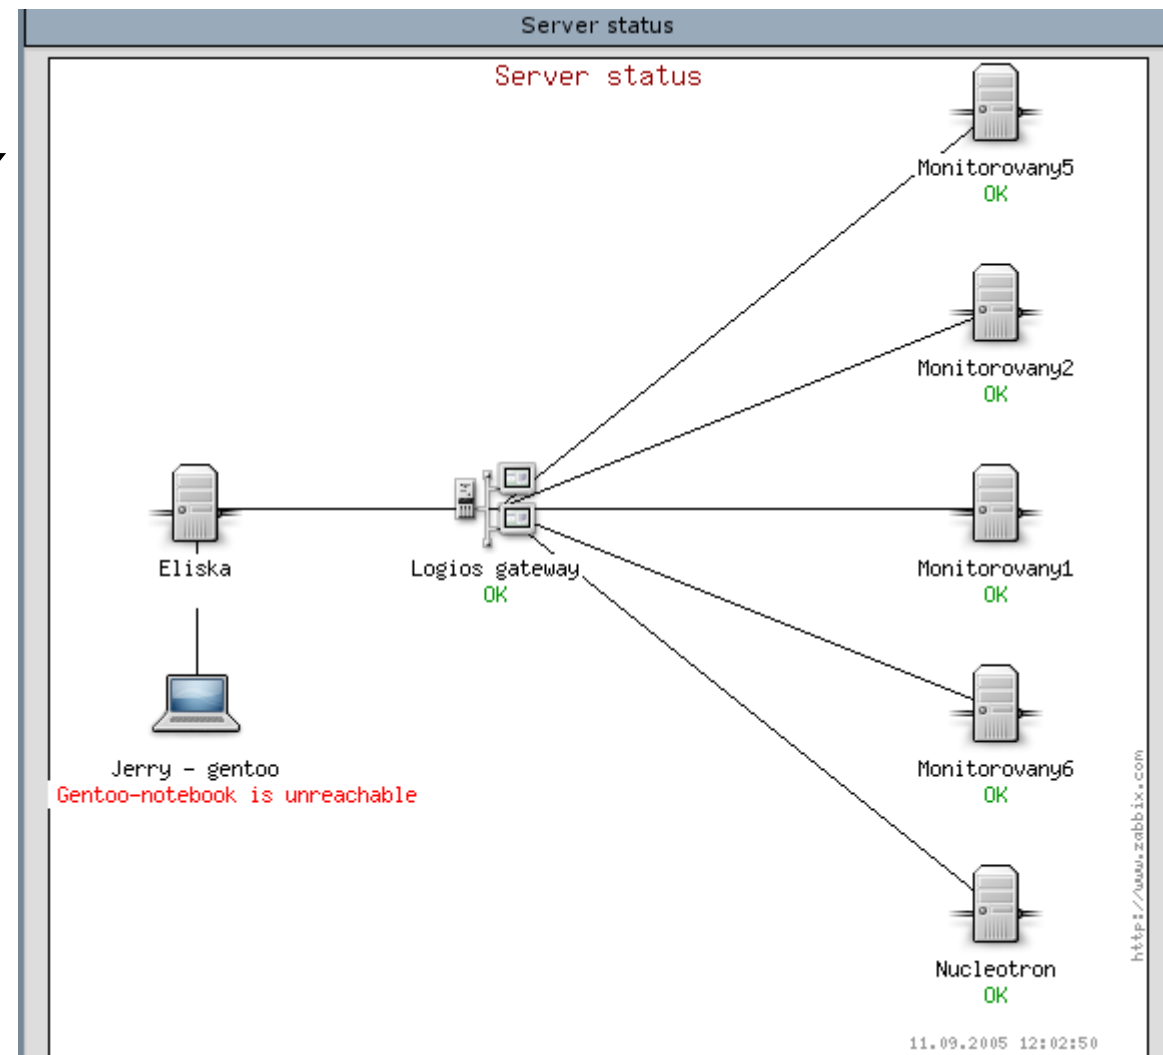 Server status
Server status
Monitorovany5
OK
Monitorovany2
OK
Eliska
Logios gateway
OK
Monitorovany1
OK
Jerry - gentoo
Gentoo-notebook is unreachable
Monitorovany6
OK
http://www.zabbix.com
Nucleotron
OK
11.09.2005 12:02:50